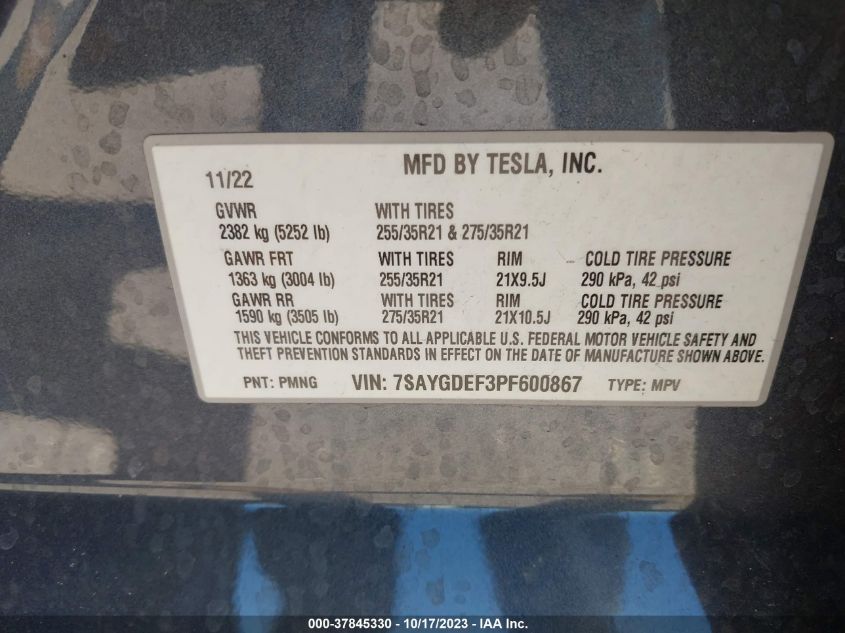 MFD BY TESLA, INC.
11/22
GVWR WITH TIRES
2382 kg (5252 lb) 255/35R21 & 275/35R21
GAWR FRT WITH TIRES RIM COLD TIRE PRESSURE
1363 kg (3004 lb) 255/35R21 21X9.5J 290 kPa, 42 psi
GAWR RR WITH TIRES RIM COLD TIRE PRESSURE
1590 kg (3505 lb) 275/35R21 21X10.5J 290 kPa, 42 psi
THIS VEHICLE CONFORMS TO ALL APPLICABLE U.S. FEDERAL MOTOR VEHICLE SAFETY AND
THEFT PREVENTION STANDARDS IN EFFECT ON THE DATE OF MANUFACTURE SHOWN ABOVE.
PNT: PMNG VIN: 7SAYGDEF3PF600867 TYPE: MPV
000-37845330 - 10/17/2023 - IAAI.com